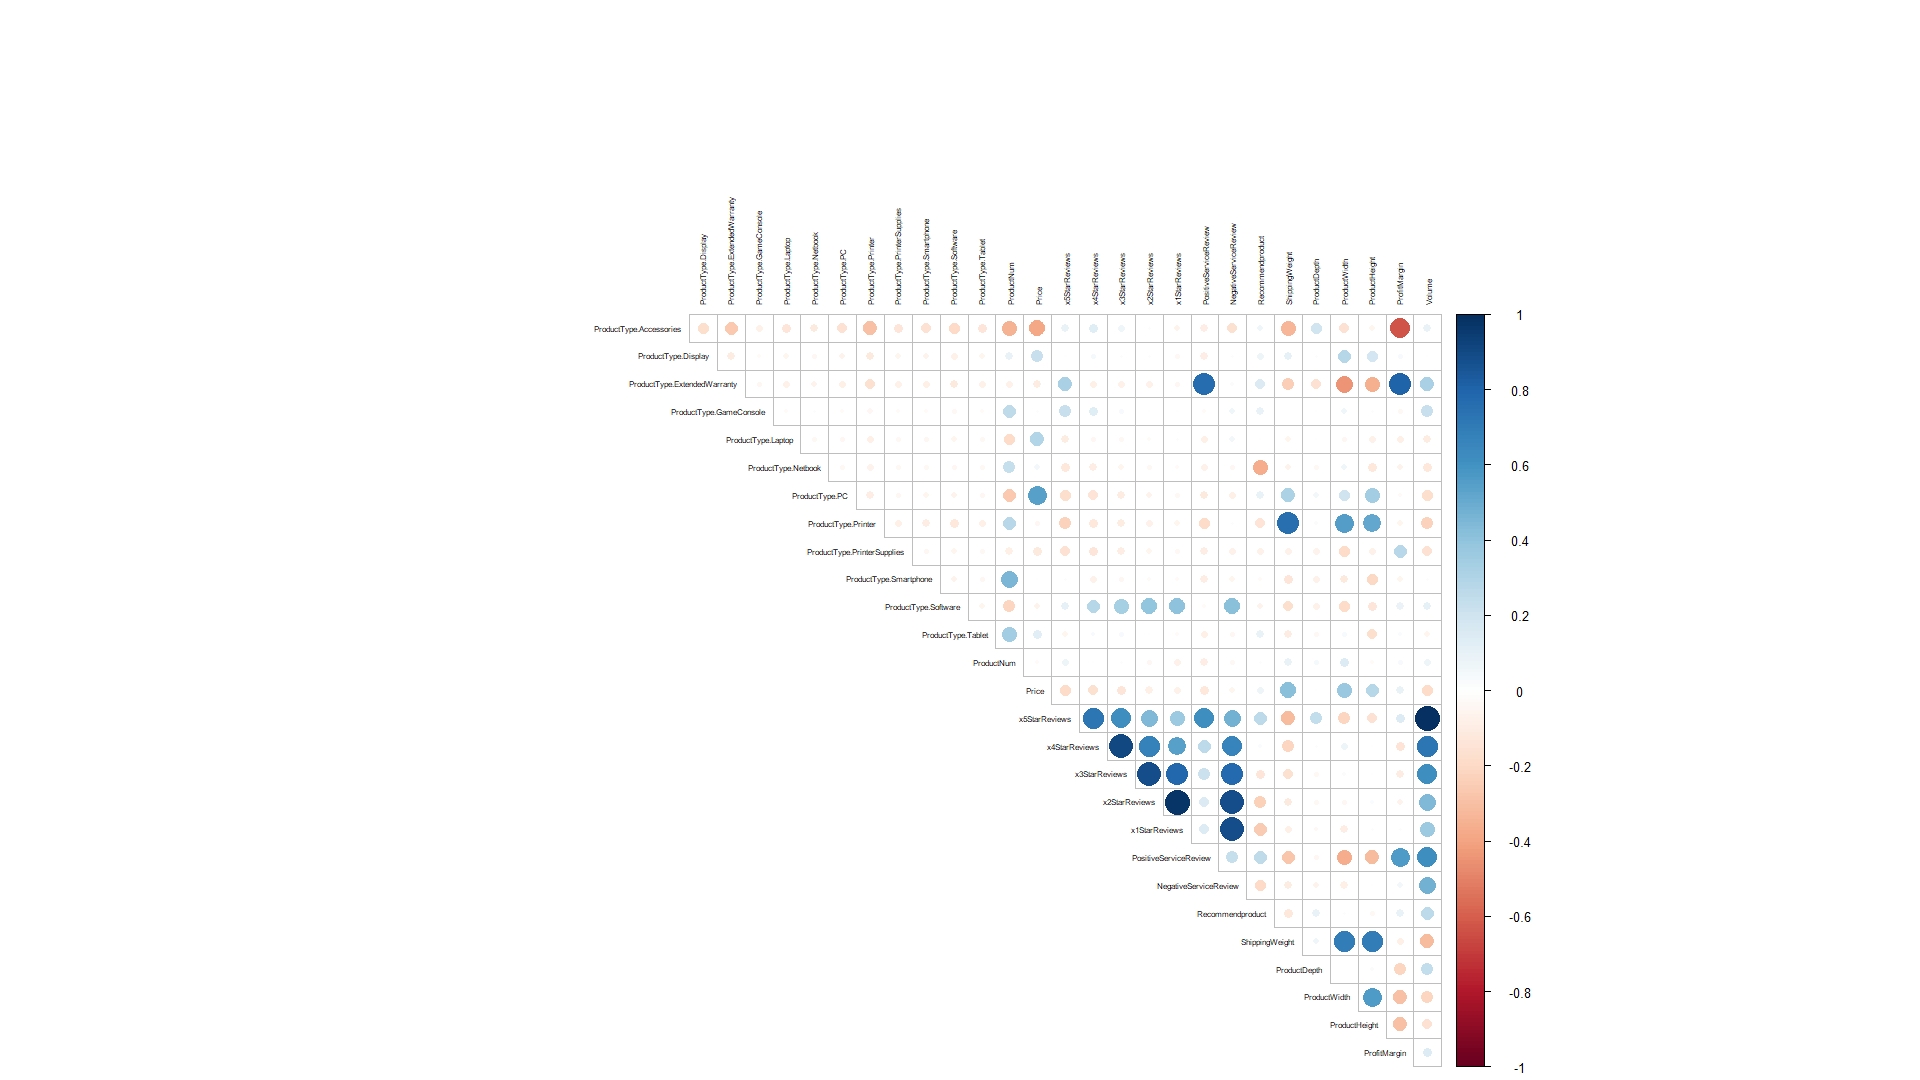 ProductType.Display
ProductType.ExtendedWarranty
ProductType.GameConsole
ProductType.Laptop
ProductType.Netbook
ProductType.PC
ProductType.Printer
ProductType.PrinterSupplies
ProductType.Smartphone
ProductType.Software
ProductType.Tablet
ProductNum
Price
x5StarReviews
x4StarReviews
x3StarReviews
x2StarReviews
x1StarReviews
PositiveServiceReview
NegativeServiceReview
Recommendproduct
ShippingWeight
ProductDepth
ProductWidth
ProductHeight
ProfitMargin
Volume
ProductType.Accessories
ProductType.Display
ProductType.ExtendedWarranty
ProductType.GameConsole
ProductType.Laptop
ProductType.Netbook
ProductType.PC
ProductType.Printer
ProductType.PrinterSupplies
ProductType.Smartphone
ProductType.Software
ProductType.Tablet
ProductNum
Price
x5StarReviews
x4StarReviews
x3StarReviews
x2StarReviews
x1StarReviews
PositiveServiceReview
NegativeServiceReview
Recommendproduct
ShippingWeight
ProductDepth
ProductWidth
ProductHeight
ProfitMargin
1
0.8
0.6
0.4
0.2
0
-0.2
-0.4
-0.6
-0.8
-1